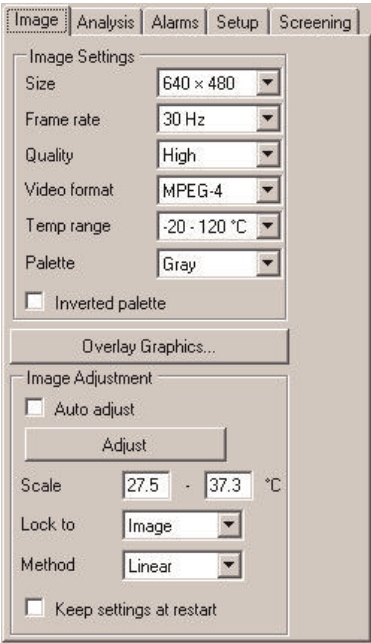 Image Analysis Alarms Setup Screening
Image Settings
Size 640 × 480
Frame rate 30 Hz
Quality High
Video format MPEG-4
Temp range -20 - 120 °C
Palette Gray
Inverted palette
Overlay Graphics...
Image Adjustment
Auto adjust
Adjust
Scale 27.5 - 37.3 °C
Lock to Image
Method Linear
Keep settings at restart